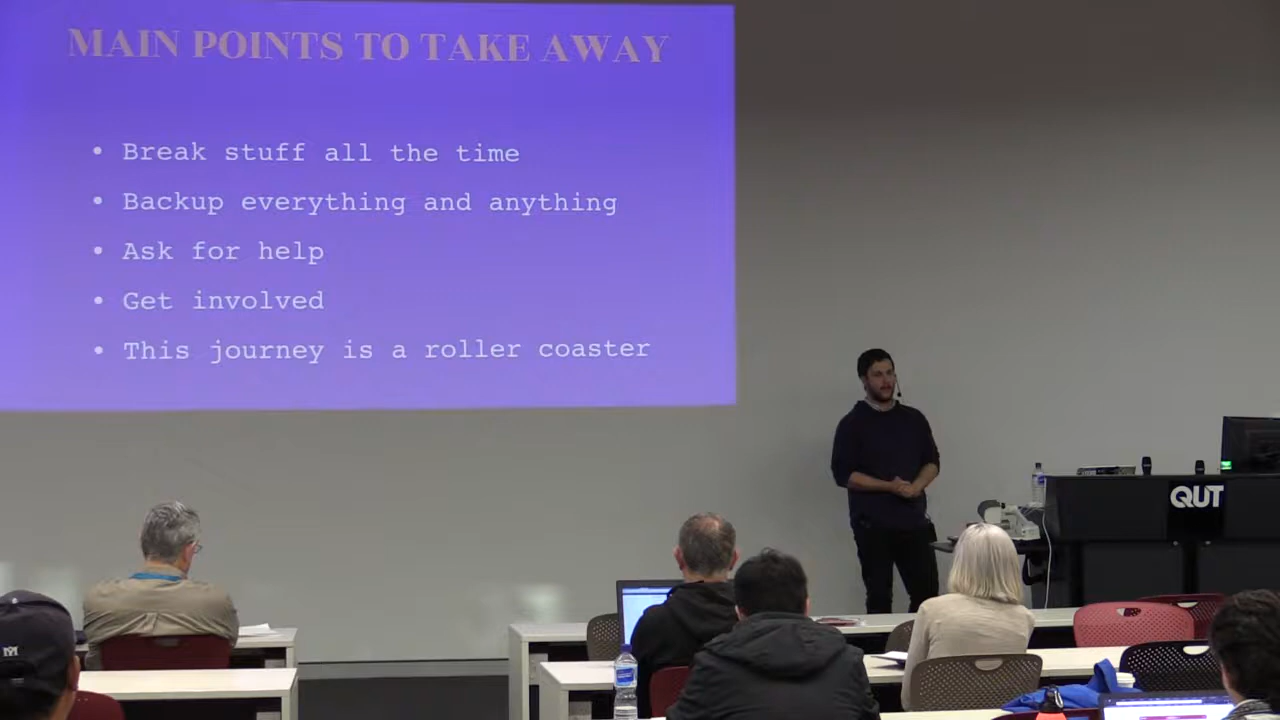 MAIN POINTS TO TAKE AWAY
• Break stuff all the time
• Backup everything and anything
• Ask for help
• Get involved
• This journey is a roller coaster
QUT